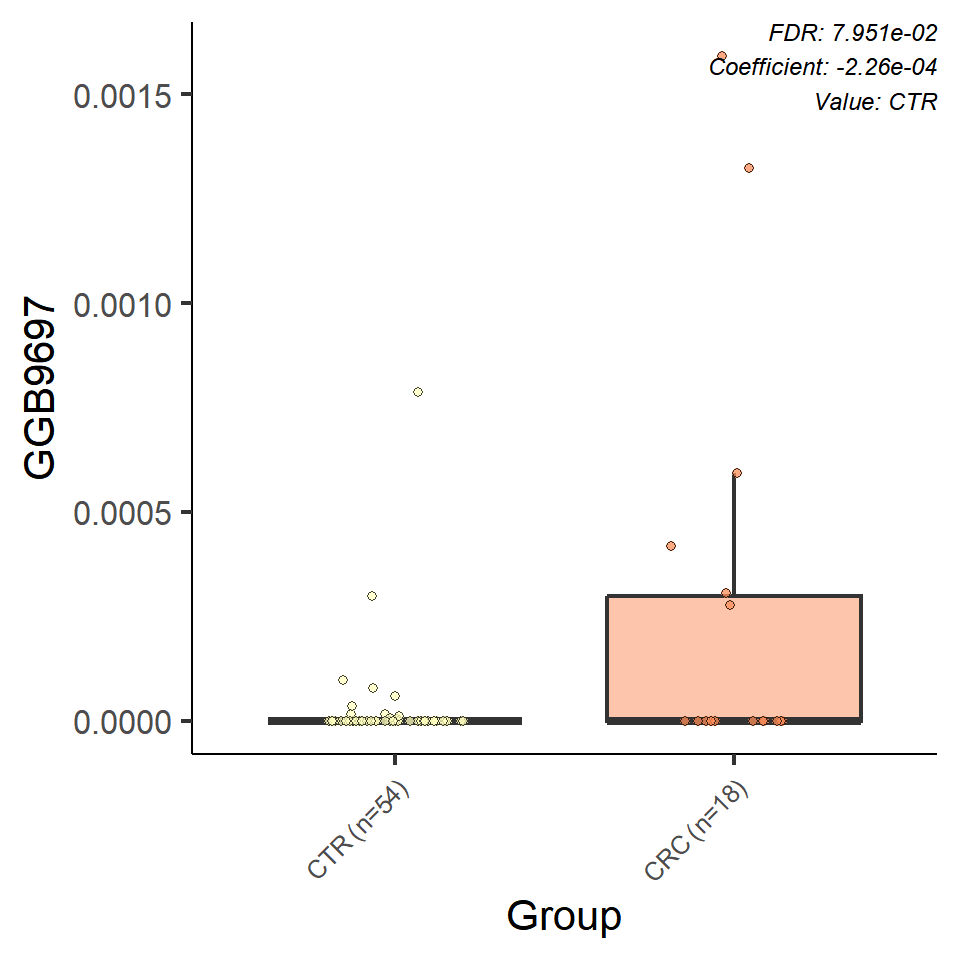 FDR: 7.951e-02
Coefficient: -2.26e-04
Value: CTR
GGB9697
0.0015
0.0010
0.0005
0.0000
CTR (n=54)
CRC (n=18)
Group